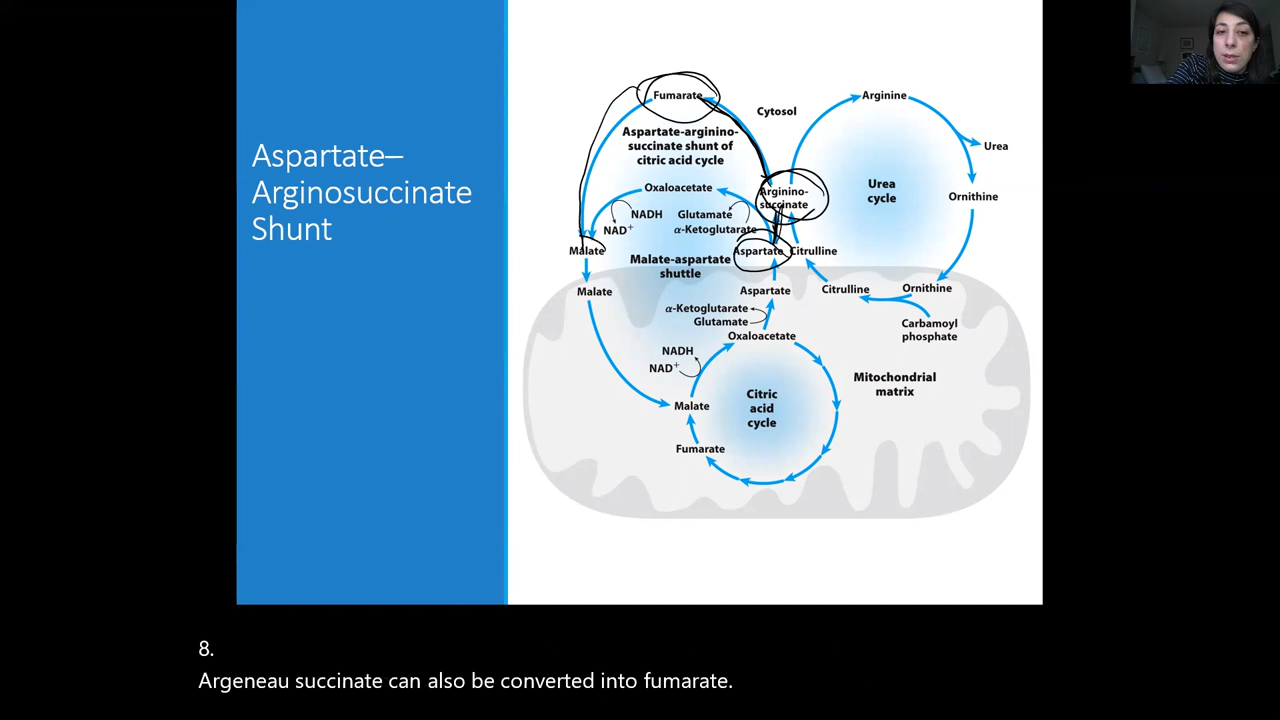 Aspartate–
Arginosuccinate
Shunt
Fumarate
Cytosol
Arginine
Aspartate-arginino-
succinate shunt of
citric acid cycle
Urea
Oxaloacetate
Arginino-
succinate
Urea
cycle
Ornithine
NADH
NAD+
Glutamate
α-Ketoglutarate
Malate
Malate-aspartate
shuttle
Aspartate
Citrulline
Malate
Aspartate
Citrulline
Ornithine
α-Ketoglutarate
Glutamate
Carbamoyl
phosphate
Oxaloacetate
NADH
NAD+
Mitochondrial
matrix
Citric
acid
cycle
Malate
Fumarate
8.
Argeneau succinate can also be converted into fumarate.